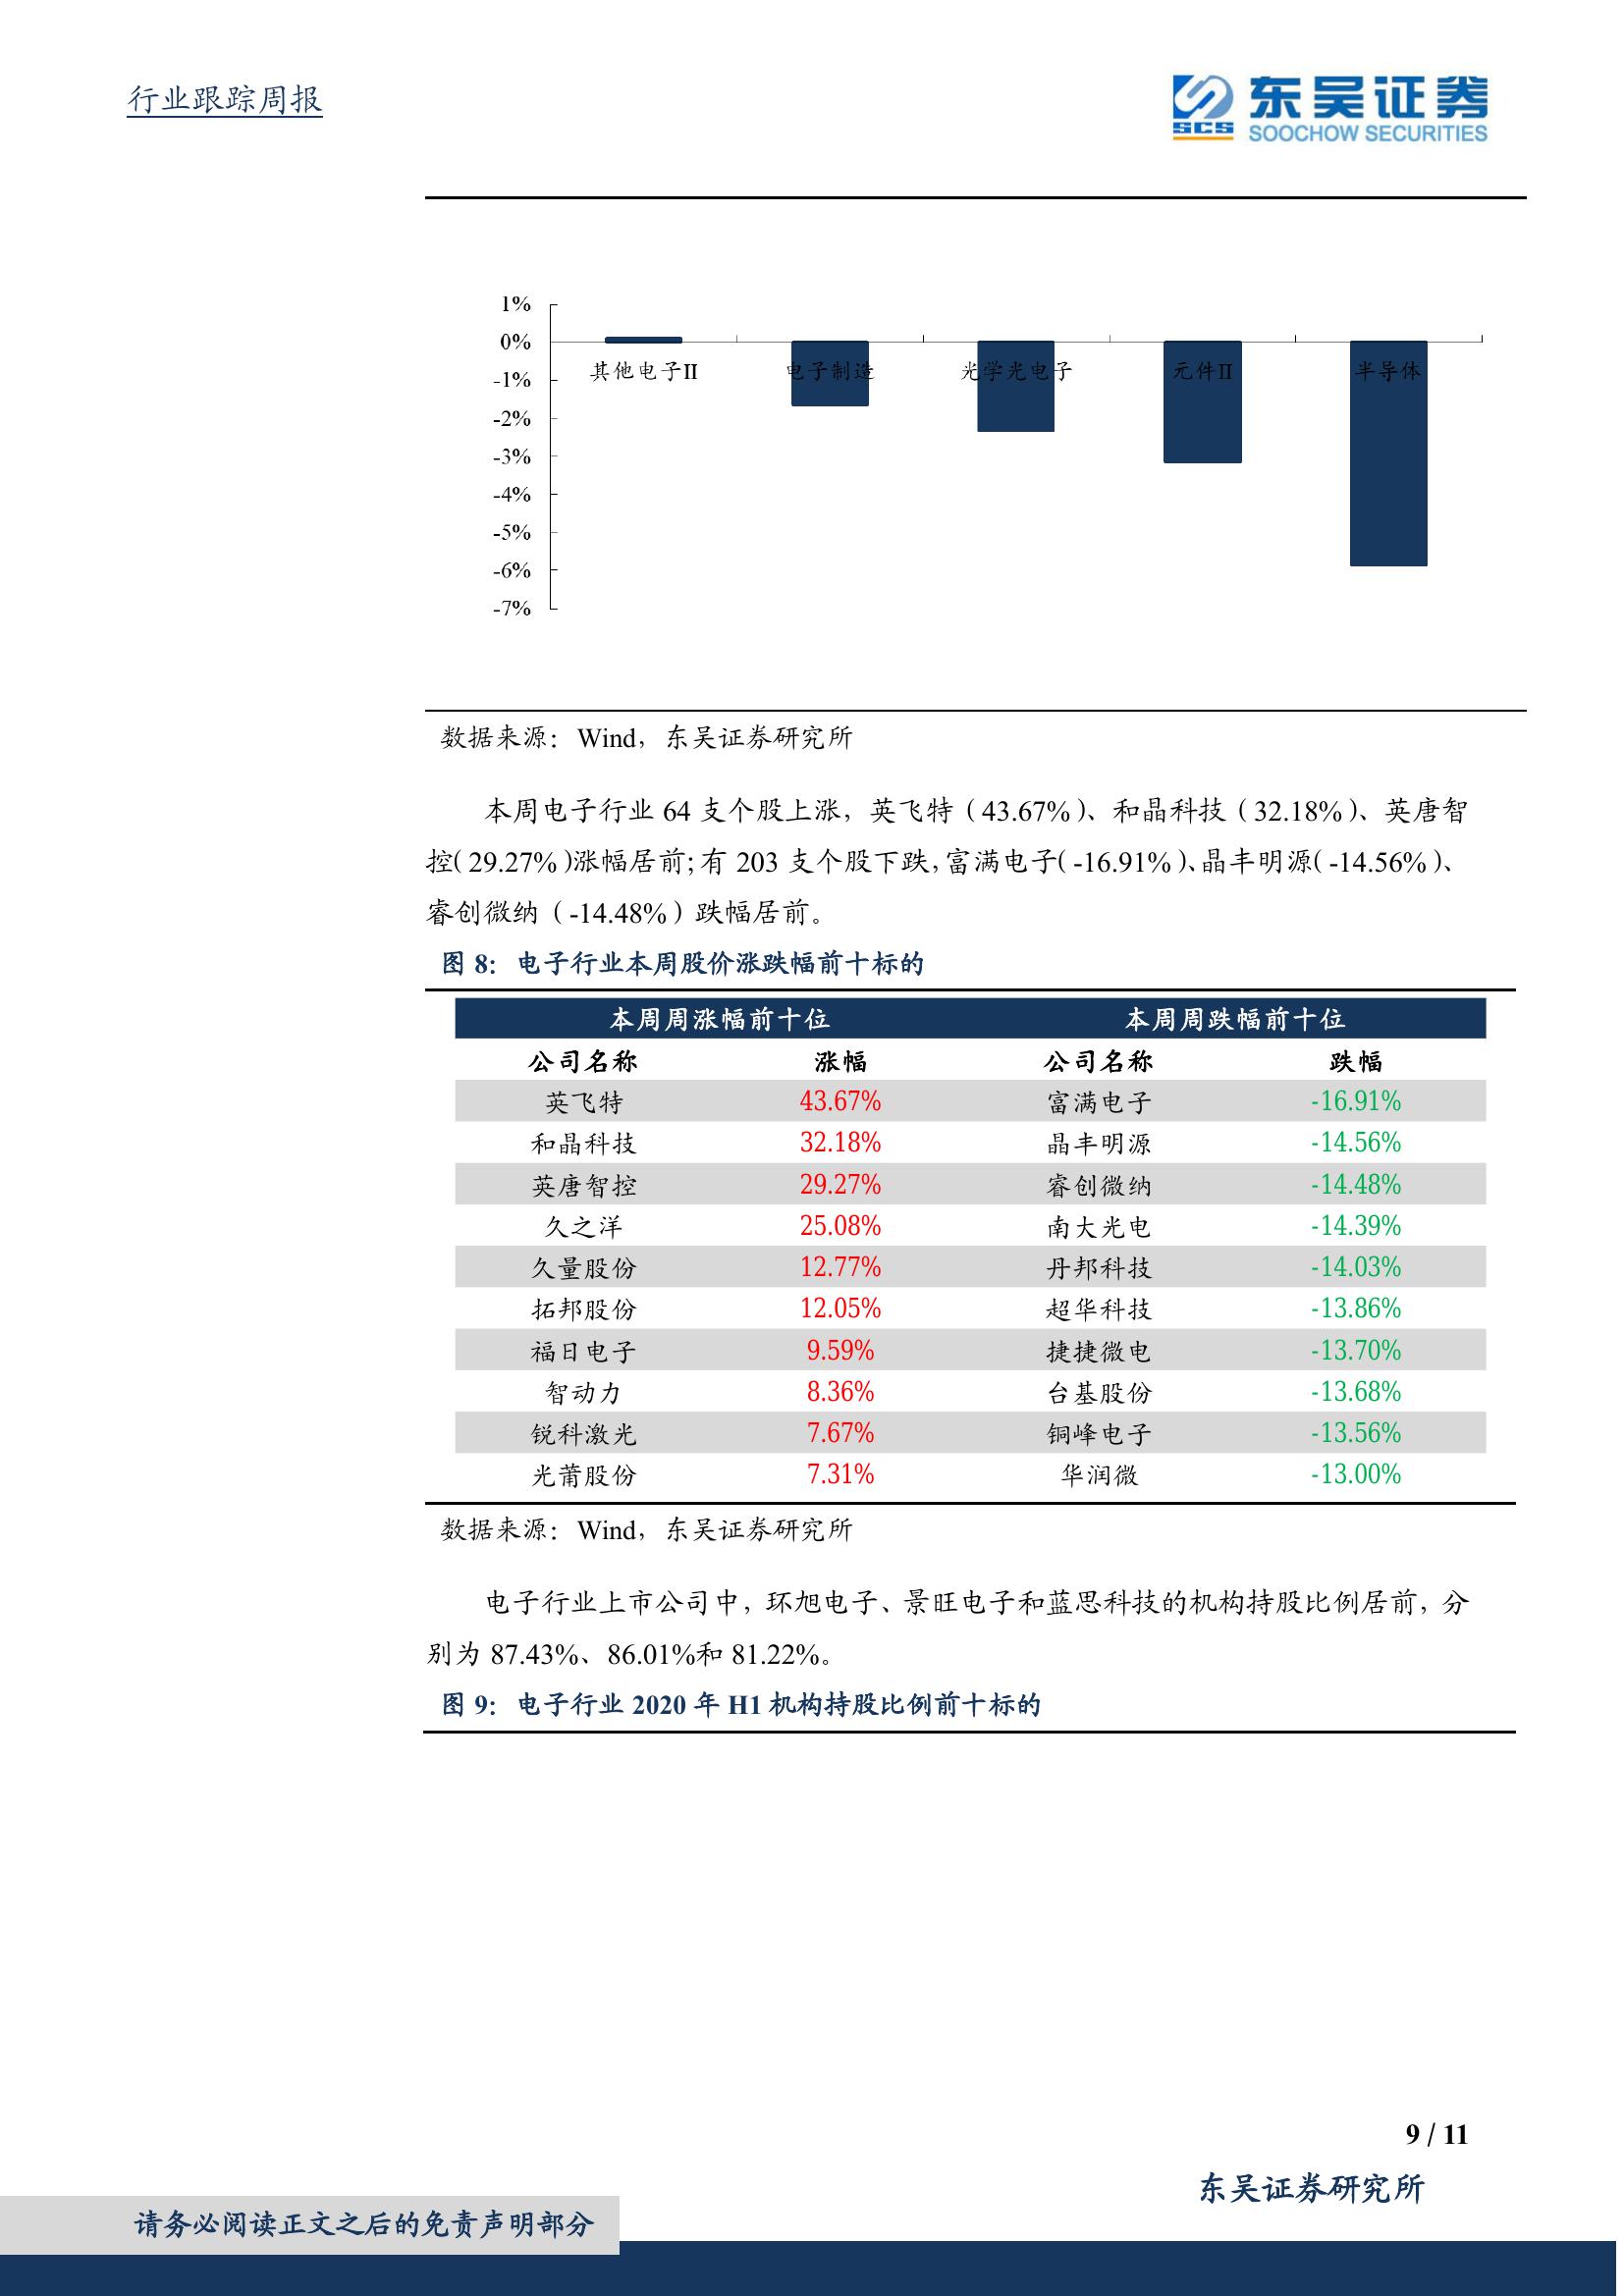 行业跟踪周报
东吴证券
SCS
SOOCHOW SECURITIES
1%
0%
-1%
-2%
-3%
-4%
-5%
-6%
-7%
其他电子II 电子制造 光学光电子 元件II 半导体
数据来源：Wind，东吴证券研究所
本周电子行业 64 支个股上涨，英飞特（43.67%）、和晶科技（32.18%）、英唐智
控（29.27%）涨幅居前；有 203 支个股下跌，富满电子（-16.91%）、晶丰明源（-14.56%）、
睿创微纳（-14.48%）跌幅居前。
图 8：电子行业本周股价涨跌幅前十标的
本周周涨幅前十位 本周周跌幅前十位
公司名称 涨幅 公司名称 跌幅
英飞特 43.67% 富满电子 -16.91%
和晶科技 32.18% 晶丰明源 -14.56%
英唐智控 29.27% 睿创微纳 -14.48%
久之洋 25.08% 南大光电 -14.39%
久量股份 12.77% 丹邦科技 -14.03%
拓邦股份 12.05% 超华科技 -13.86%
福日电子 9.59% 捷捷微电 -13.70%
智动力 8.36% 台基股份 -13.68%
锐科激光 7.67% 铜峰电子 -13.56%
光莆股份 7.31% 华润微 -13.00%
数据来源：Wind，东吴证券研究所
电子行业上市公司中，环旭电子、景旺电子和蓝思科技的机构持股比例居前，分
别为 87.43%、86.01%和 81.22%。
图 9：电子行业 2020 年 H1 机构持股比例前十标的
9 / 11
东吴证券研究所
请务必阅读正文之后的免责声明部分